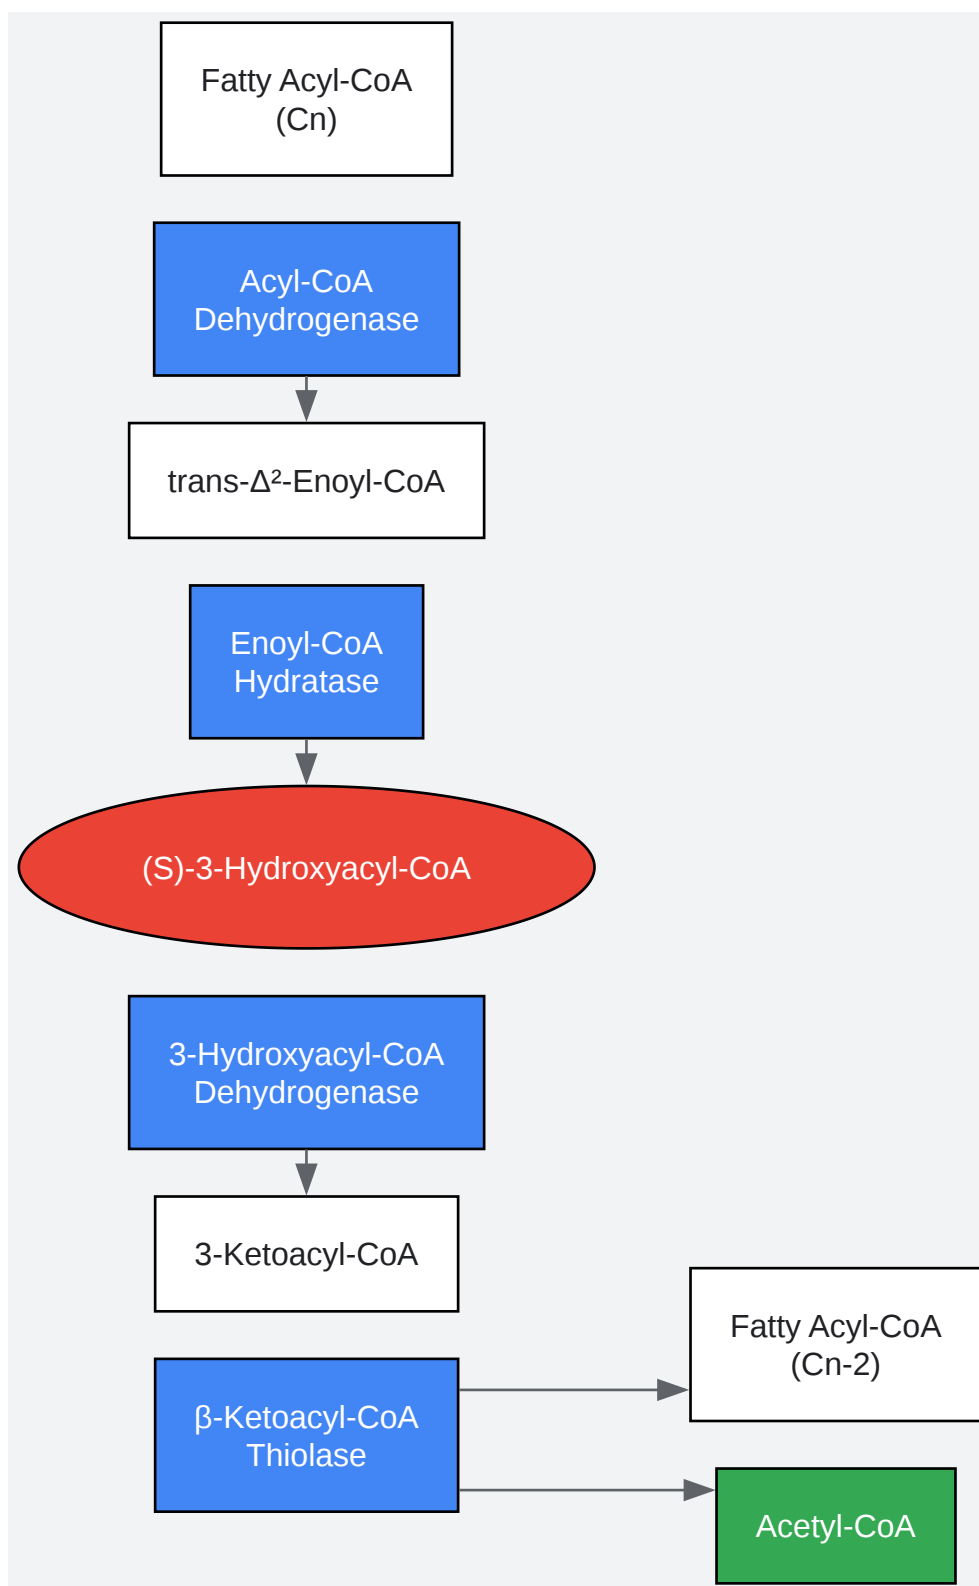 Fatty Acyl-CoA
(Cn)
Acyl-CoA
Dehydrogenase
trans-Δ²-Enoyl-CoA
Enoyl-CoA
Hydratase
(S)-3-Hydroxyacyl-CoA
3-Hydroxyacyl-CoA
Dehydrogenase
3-Ketoacyl-CoA
Fatty Acyl-CoA
(Cn-2)
β-Ketoacyl-CoA
Thiolase
Acetyl-CoA